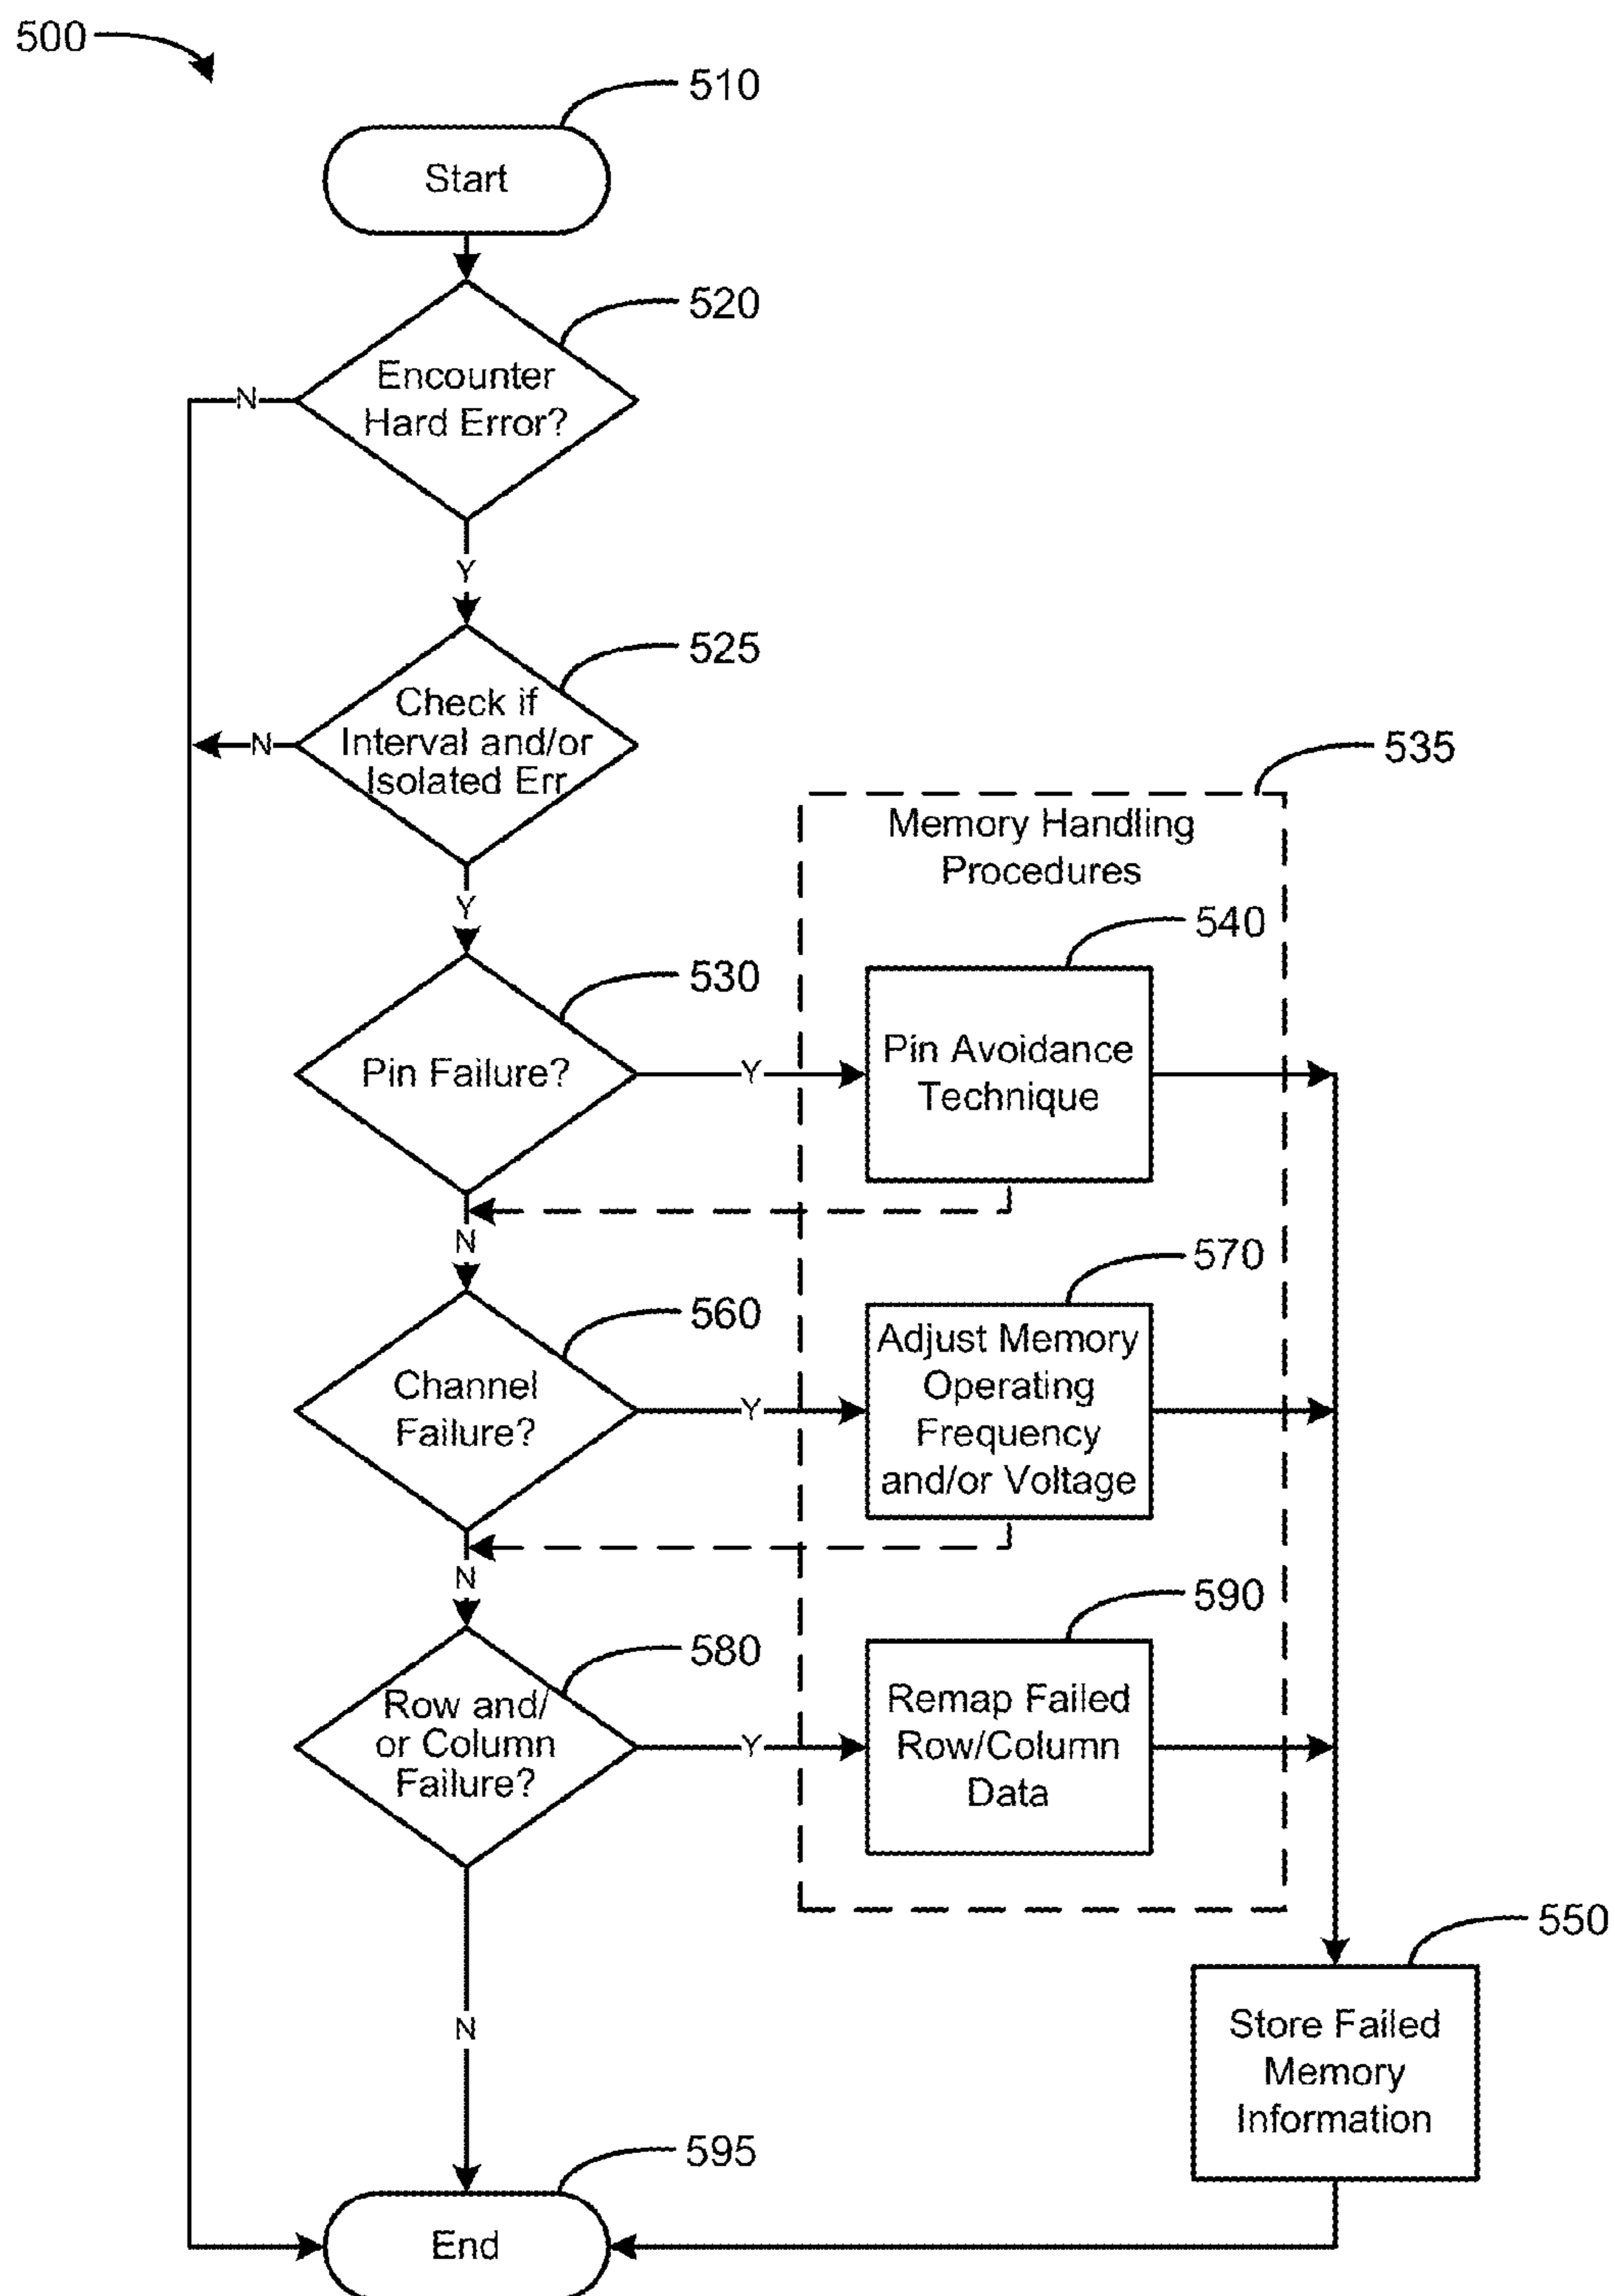 500
510
Start
520
Encounter
Hard Error?
N
Y
525
Check if
Interval and/or
Isolated Err
N
535
Memory Handling
Procedures
Y
540
530
Pin Failure?
Y
Pin Avoidance
Technique
N
570
560
Channel
Failure?
Y
Adjust Memory
Operating
Frequency
and/or Voltage
N
590
580
Row and/
or Column
Failure?
Y
Remap Failed
Row/Column
Data
550
N
Store Failed
Memory
Information
595
End